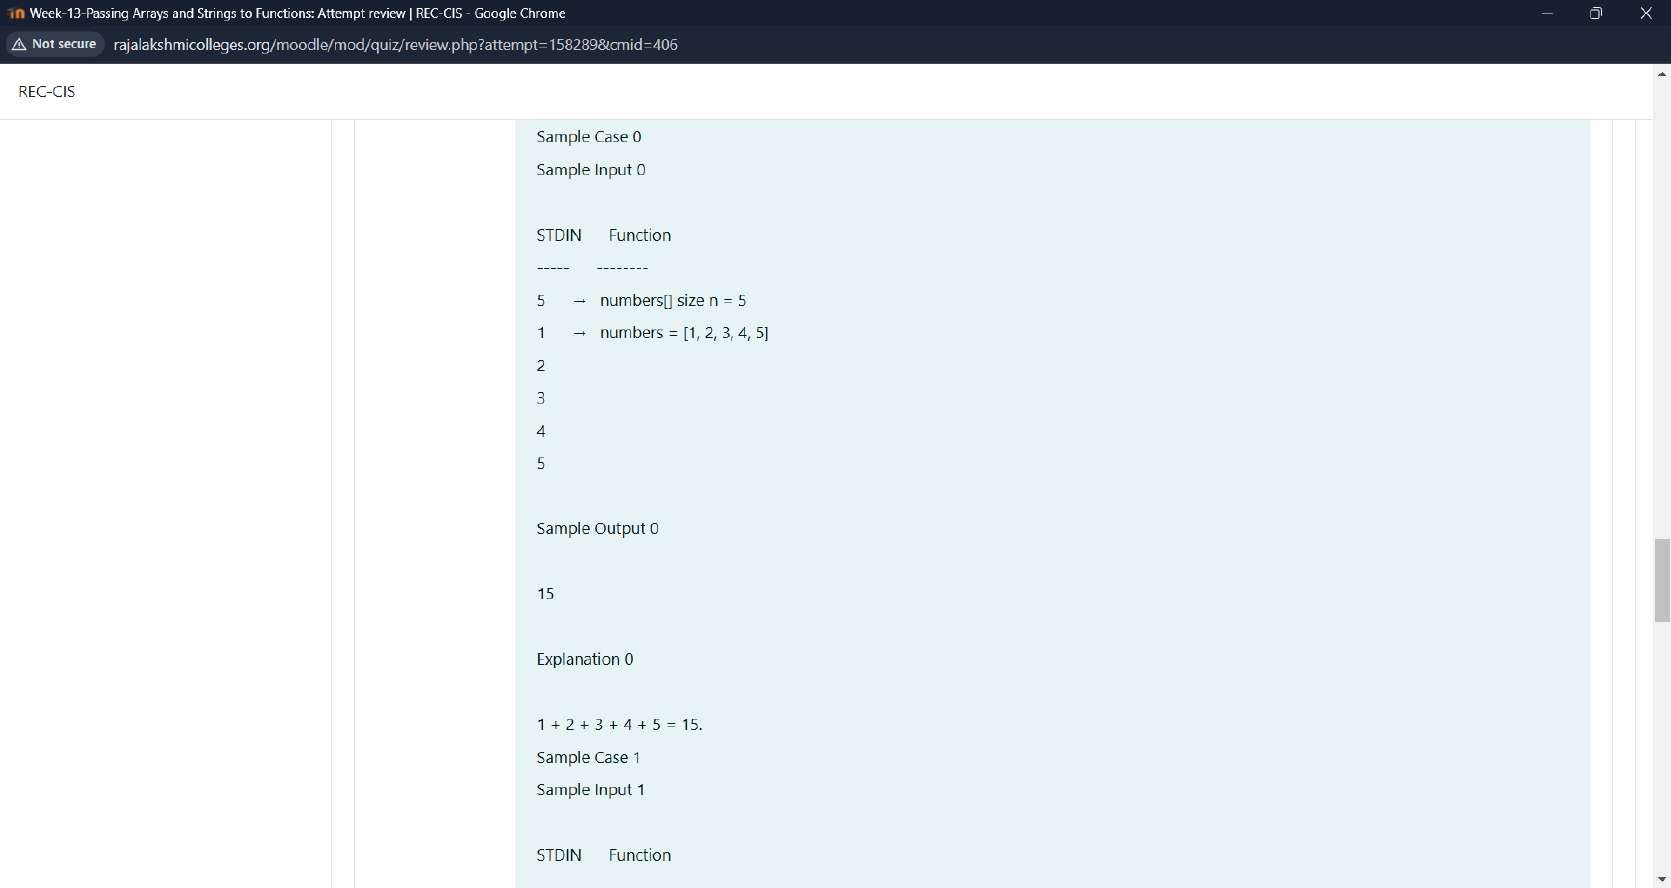 Week-13-Passing Arrays and Strings to Functions: Attempt review | REC-CIS - Google Chrome
Not secure rajalakshmicolleges.org/moodle/mod/quiz/review.php?attempt=158289&cmid=406
REC-CIS
Sample Case 0
Sample Input 0
STDIN Function
----- --------
5 → numbers[] size n = 5
1 → numbers = [1, 2, 3, 4, 5]
2
3
4
5
Sample Output 0
15
Explanation 0
1 + 2 + 3 + 4 + 5 = 15.
Sample Case 1
Sample Input 1
STDIN Function